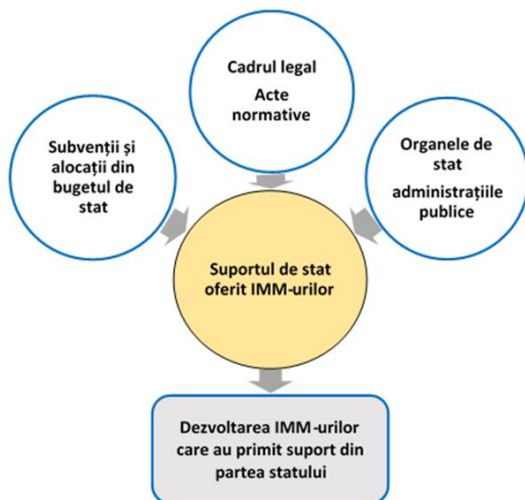 Cadrul legal
Acte
normative
Subvenții și
alocații din
bugetul de
stat
Organele de
stat
administrațiile
publice
Suportul de stat
oferit IMM-urilor
Dezvoltarea IMM-urilor
care au primit suport din
partea statului